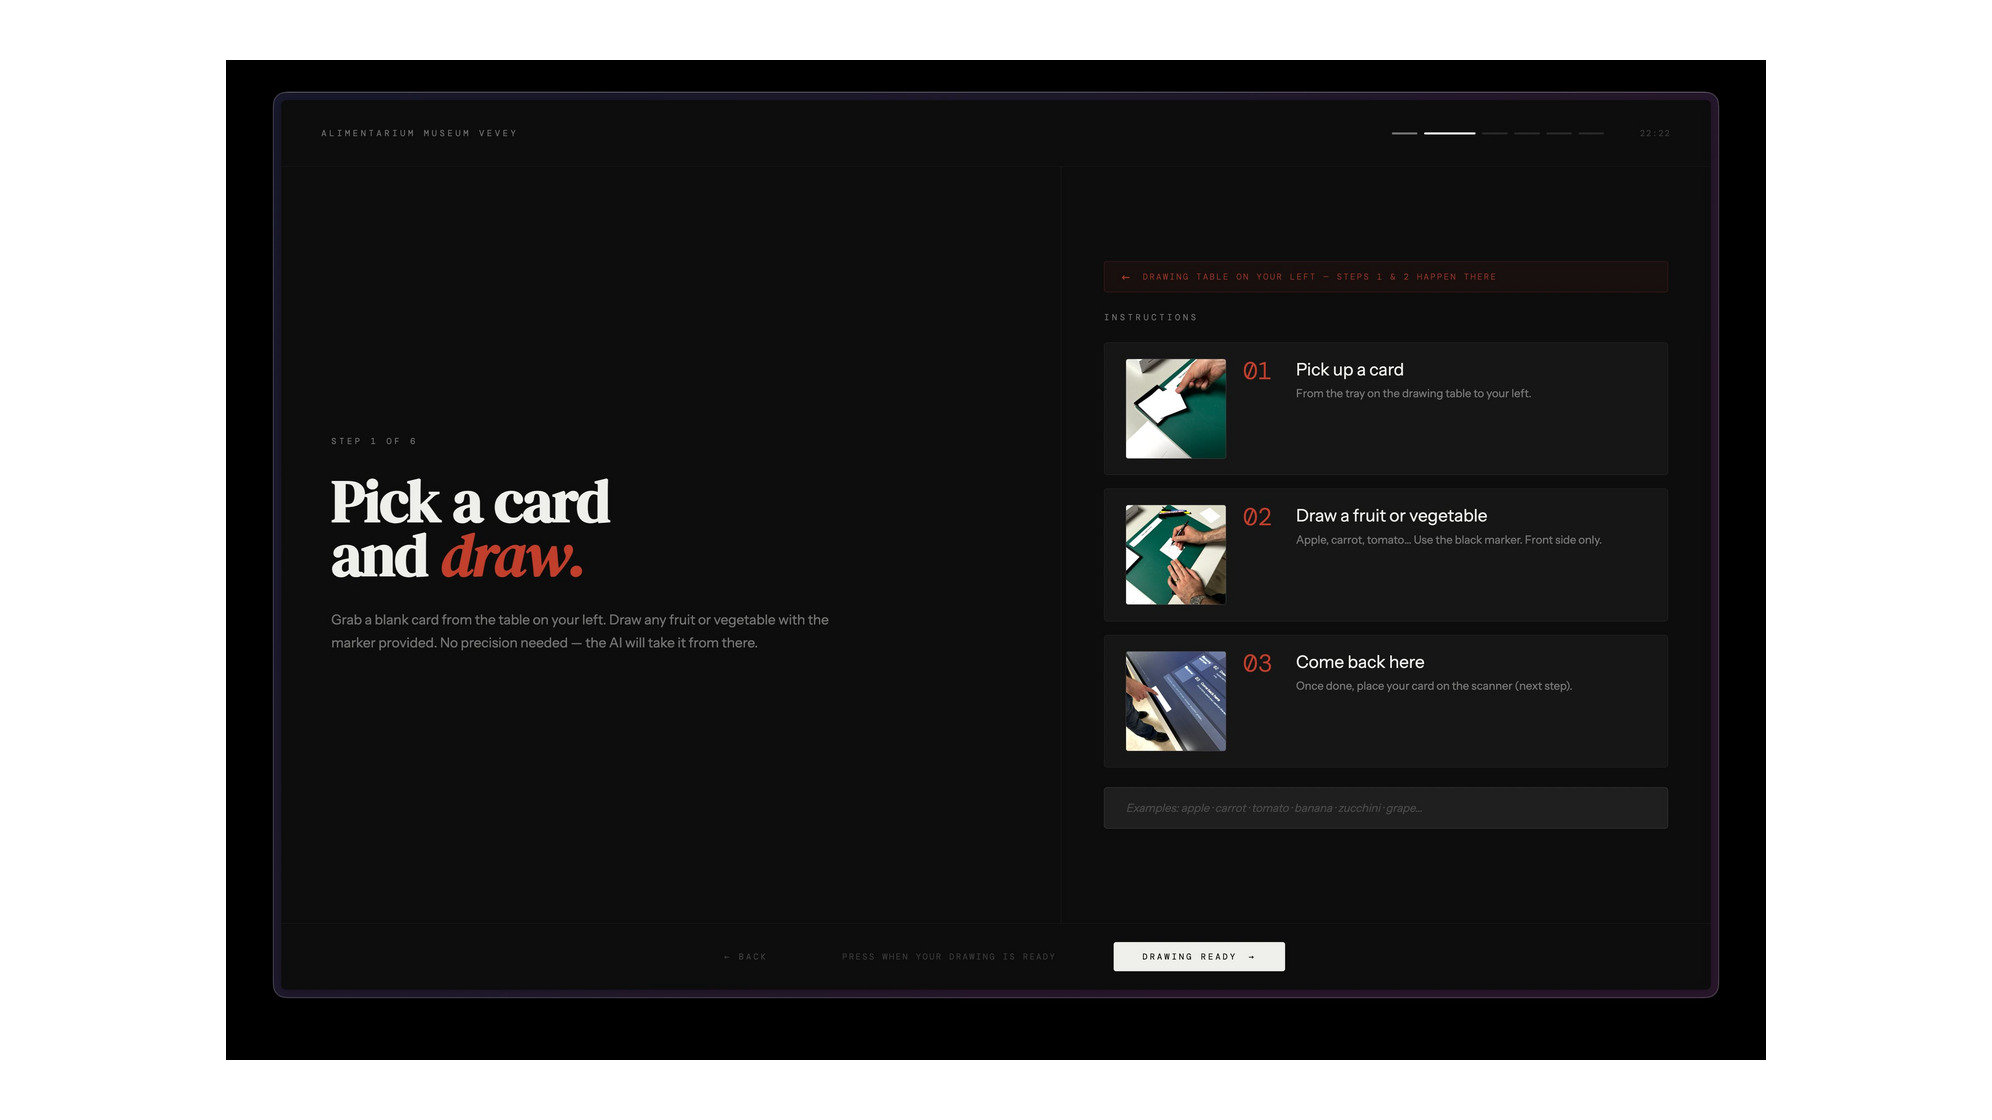 ALIMENTARIUM MUSEUM VEVEY
22:22
STEP 1 OF 6
Pick a card
and draw.
Grab a blank card from the table on your left. Draw any fruit or vegetable with the
marker provided. No precision needed — the AI will take it from there.
← DRAWING TABLE ON YOUR LEFT — STEPS 1 & 2 HAPPEN THERE
INSTRUCTIONS
01 Pick up a card
From the tray on the drawing table to your left.
02 Draw a fruit or vegetable
Apple, carrot, tomato... Use the black marker. Front side only.
03 Come back here
Once done, place your card on the scanner (next step).
Examples: apple · carrot · tomato · banana · zucchini · grape...
← BACK
PRESS WHEN YOUR DRAWING IS READY
DRAWING READY →